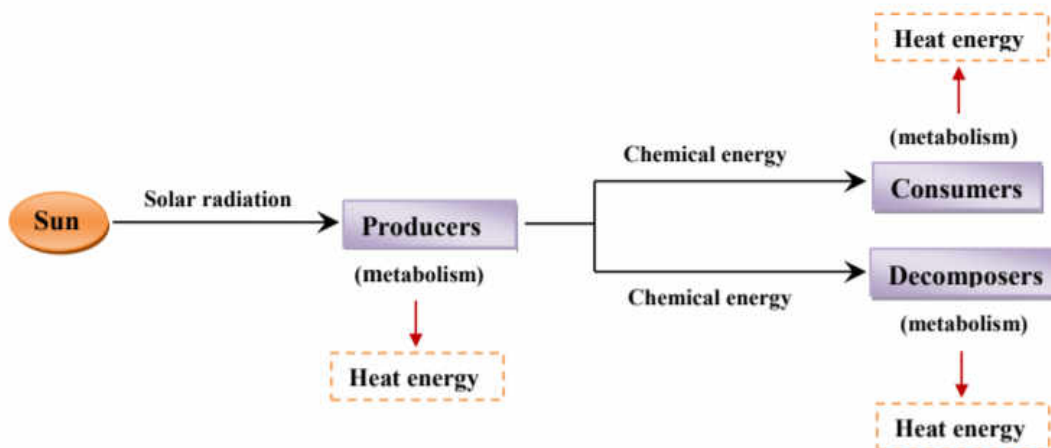 Heat energy
(metabolism)
Chemical energy
Consumers
Solar radiation
Sun
Producers
(metabolism)
Decomposers
Chemical energy
(metabolism)
Heat energy
Heat energy